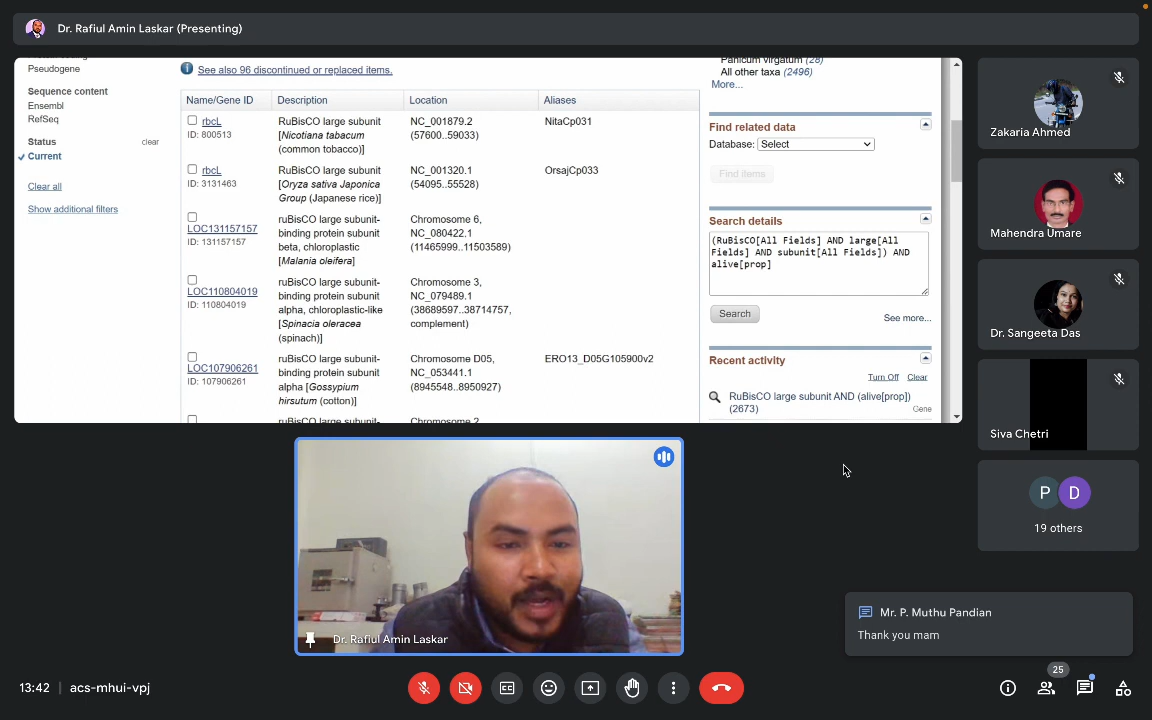 Dr. Rafiul Amin Laskar (Presenting)
Pseudogene
Sequence content
Ensembl
RefSeq
Status
clear
Current
Clear all
Show additional filters
See also 96 discontinued or replaced items.
Name/Gene ID
Description
Location
Aliases
rbcL
ID: 800513
RuBisCO large subunit
[Nicotiana tabacum
(common tobacco)]
NC_001879.2
(57600..59033)
NitaCp031
rbcL
ID: 3131463
RuBisCO large subunit
[Oryza sativa Japonica
Group (Japanese rice)]
NC_001320.1
(54095..55528)
OrsajCp033
LOC131157157
ID: 131157157
ruBisCO large subunit-
binding protein subunit
beta, chloroplastic
[Malania oleifera]
Chromosome 6,
NC_080422.1
(11465999..11503589)
LOC110804019
ID: 110804019
ruBisCO large subunit-
binding protein subunit
alpha, chloroplastic-like
[Spinacia oleracea
(spinach)]
Chromosome 3,
NC_079489.1
(38689597..38714757,
complement)
LOC107906261
ID: 107906261
ruBisCO large subunit-
binding protein subunit
alpha [Gossypium
hirsutum (cotton)]
Chromosome D05,
NC_053441.1
(8945548..8950927)
ERO13_D05G105900v2
ruBisCO large subunit-
Chromosome 2
Panicum virgatum (28)
All other taxa (2496)
More...
Find related data
Database: Select
Find items
Search details
(RuBisCO[All Fields] AND large[All
Fields] AND subunit[All Fields]) AND
alive[prop]
Search
See more...
Recent activity
Turn Off Clear
RuBisCO large subunit AND (alive[prop])
(2673)
Gene
Zakaria Ahmed
Mahendra Umare
Dr. Sangeeta Das
Siva Chetri
P D
19 others
Dr. Rafiul Amin Laskar
Mr. P. Muthu Pandian
Thank you mam
13:42 | acs-mhui-vpj
25